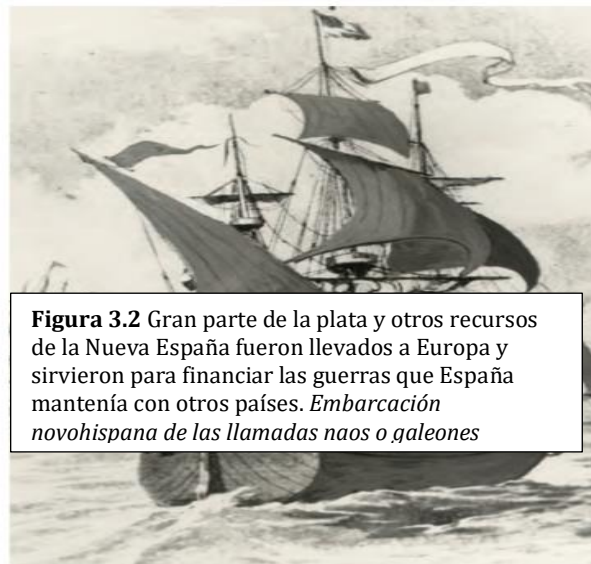 Figura 3.2 Gran parte de la plata y otros recursos
de la Nueva España fueron llevados a Europa y
sirvieron para financiar las guerras que España
mantenía con otros países. Embarcación
novohispana de las llamadas naos o galeones